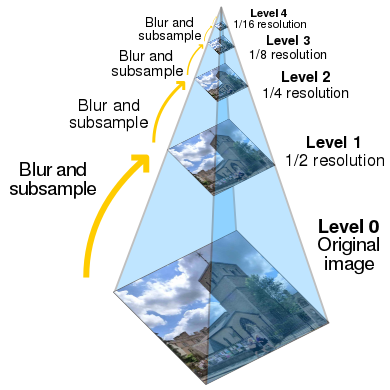 Level 4
1/16 resolution
Blur and
subsample
Level 3
1/8 resolution
Blur and
subsample
Level 2
1/4 resolution
Blur and
subsample
Level 1
1/2 resolution
Blur and
subsample
Level 0
Original
image